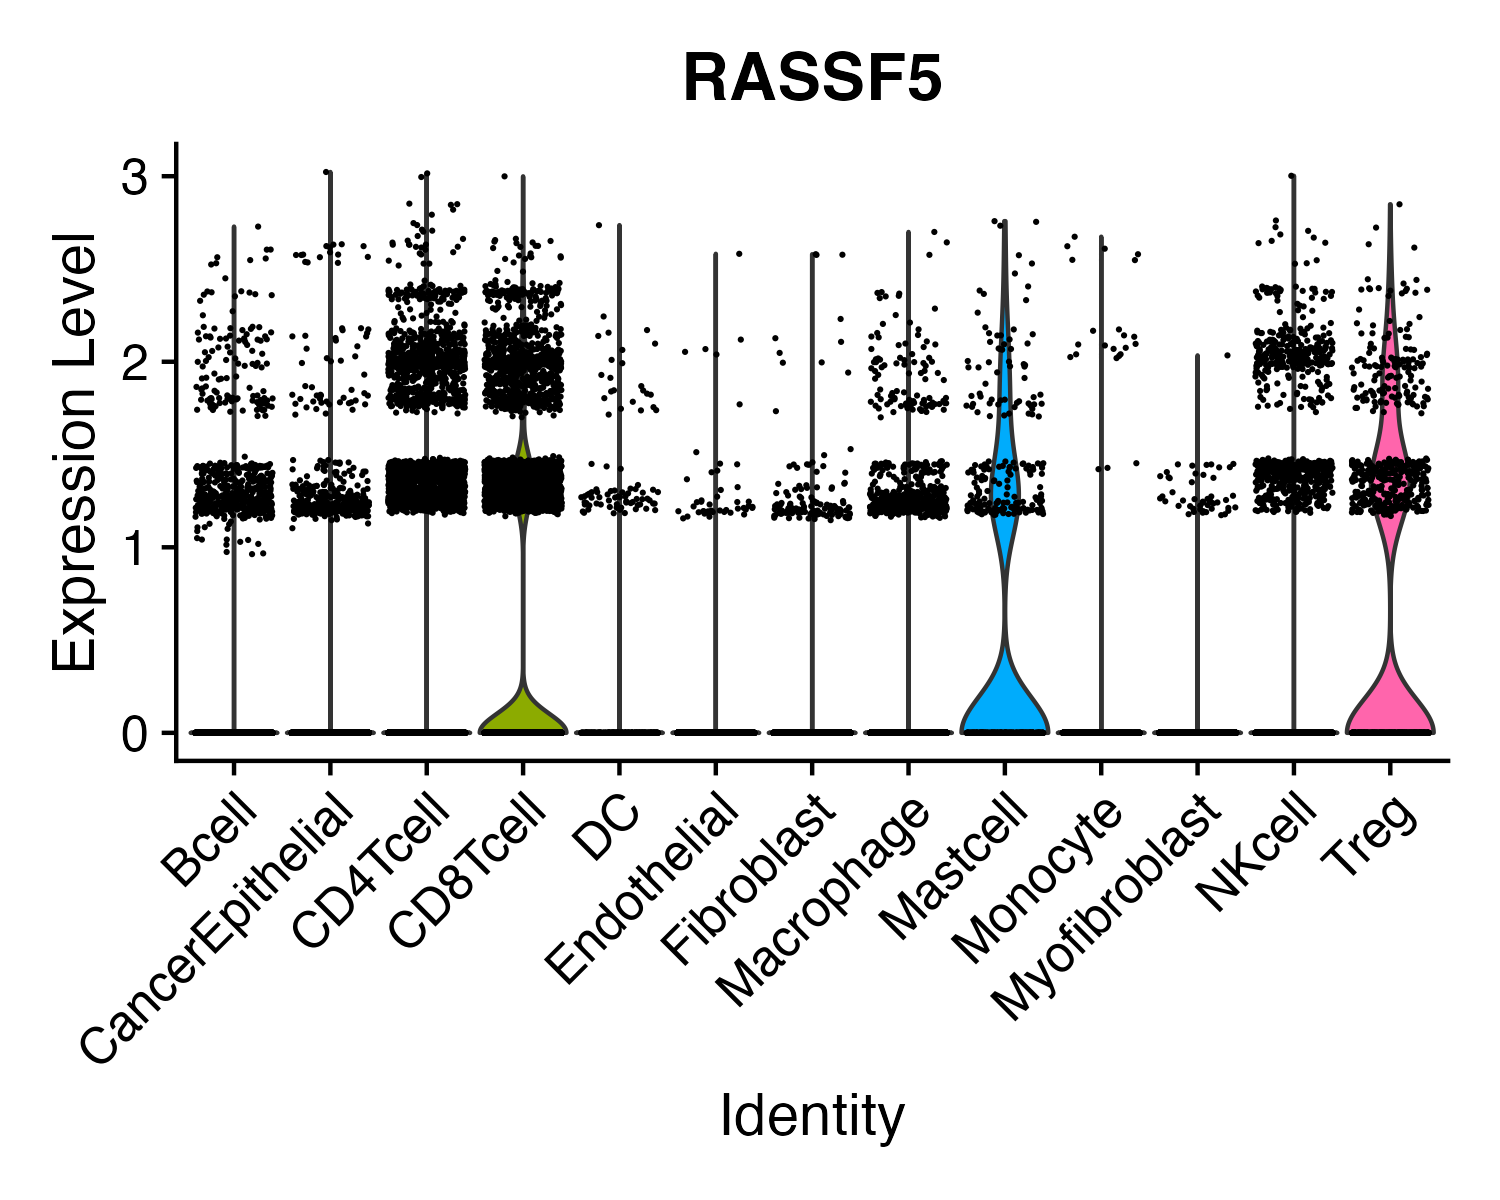 RASSF5
Expression Level
3
2
1
0
Bcell
CancerEpithelial
CD4Tcell
CD8Tcell
DC
Endothelial
Fibroblast
Macrophage
Mastcell
Monocyte
Myofibroblast
NKcell
Treg
Identity